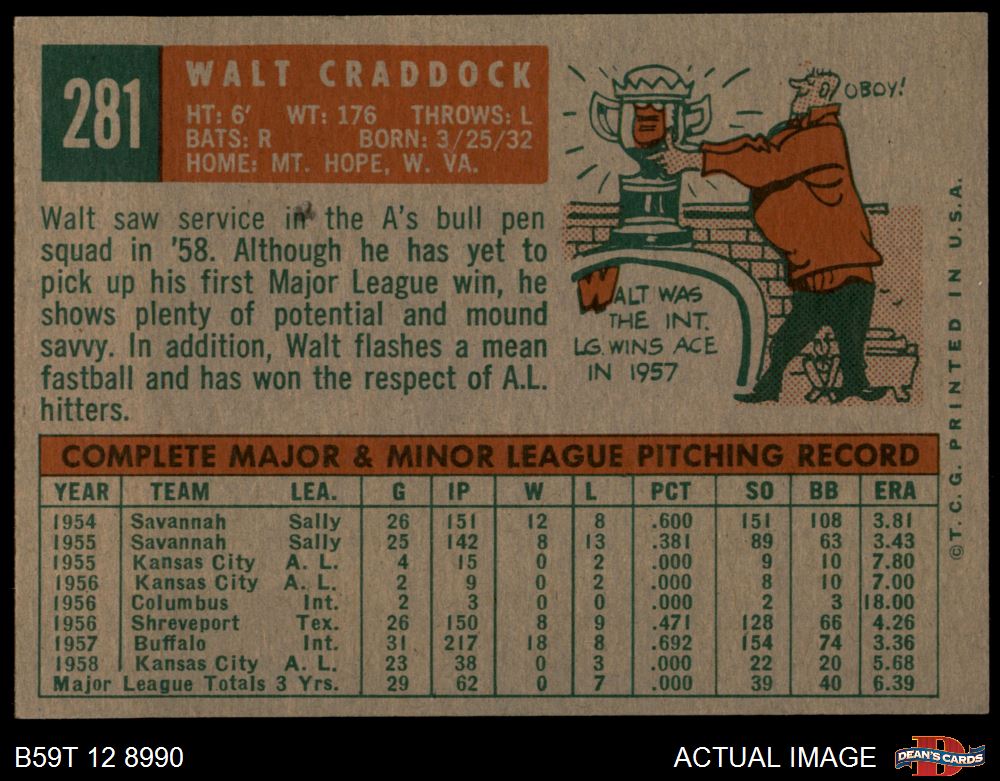 281
WALT CRADDOCK
HT: 6' WT: 176 THROWS: L
BATS: R BORN: 3/25/32
HOME: MT. HOPE, W. VA.
Walt saw service in the A's bull pen
squad in '58. Although he has yet to
pick up his first Major League win, he
shows plenty of potential and mound
savvy. In addition, Walt flashes a mean
fastball and has won the respect of A.L.
hitters.
OBOY!
WALT WAS
THE INT.
LG. WINS ACE
IN 1957
COMPLETE MAJOR & MINOR LEAGUE PITCHING RECORD
YEAR TEAM LEA. G IP W L PCT SO BB ERA
1954 Savannah Sally 26 151 12 8 .600 151 108 3.81
1955 Savannah Sally 25 142 8 13 .381 89 63 3.43
1955 Kansas City A. L. 4 15 0 2 .000 9 10 7.80
1956 Kansas City A. L. 2 9 0 2 .000 8 10 7.00
1956 Columbus Int. 2 3 0 0 .000 2 3 18.00
1956 Shreveport Tex. 26 150 8 9 .471 128 66 4.26
1957 Buffalo Int. 31 217 18 8 .692 154 74 3.36
1958 Kansas City A. L. 23 38 0 3 .000 22 20 5.68
Major League Totals 3 Yrs. 29 62 0 7 .000 39 40 6.39
©T. C. G. PRINTED IN U.S.A.
B59T 12 8990
ACTUAL IMAGE
D
DEAN'S CARDS